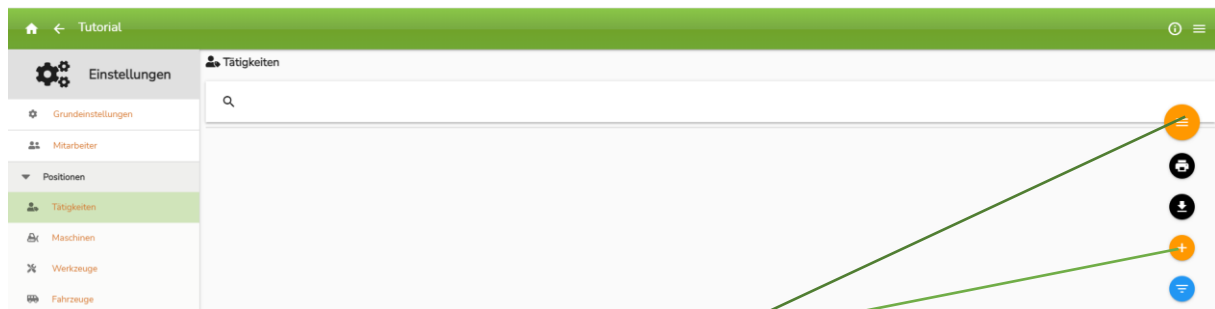 Tutorial
Einstellungen
Tätigkeiten
Grundeinstellungen
Mitarbeiter
Positionen
Tätigkeiten
Maschinen
Werkzeuge
Fahrzeuge